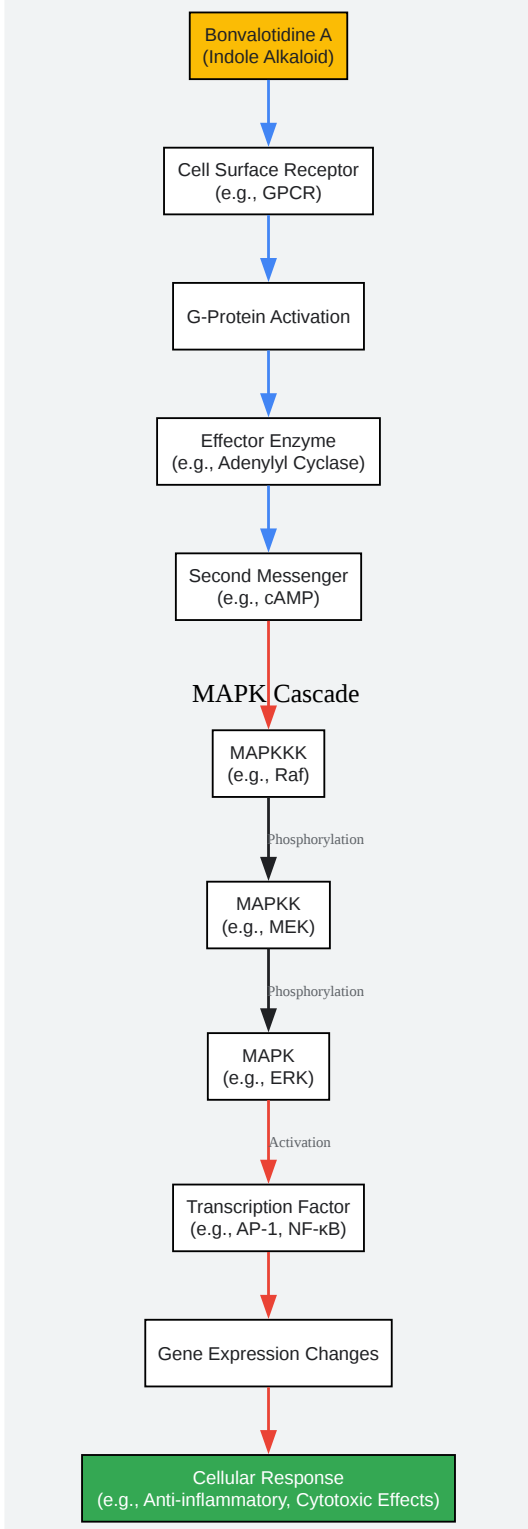 Bonvalotidine A
(Indole Alkaloid)
Cell Surface Receptor
(e.g., GPCR)
G-Protein Activation
Effector Enzyme
(e.g., Adenylyl Cyclase)
Second Messenger
(e.g., cAMP)
MAPK Cascade
MAPKKK
(e.g., Raf)
Phosphorylation
MAPKK
(e.g., MEK)
Phosphorylation
MAPK
(e.g., ERK)
Activation
Transcription Factor
(e.g., AP-1, NF-κB)
Gene Expression Changes
Cellular Response
(e.g., Anti-inflammatory, Cytotoxic Effects)